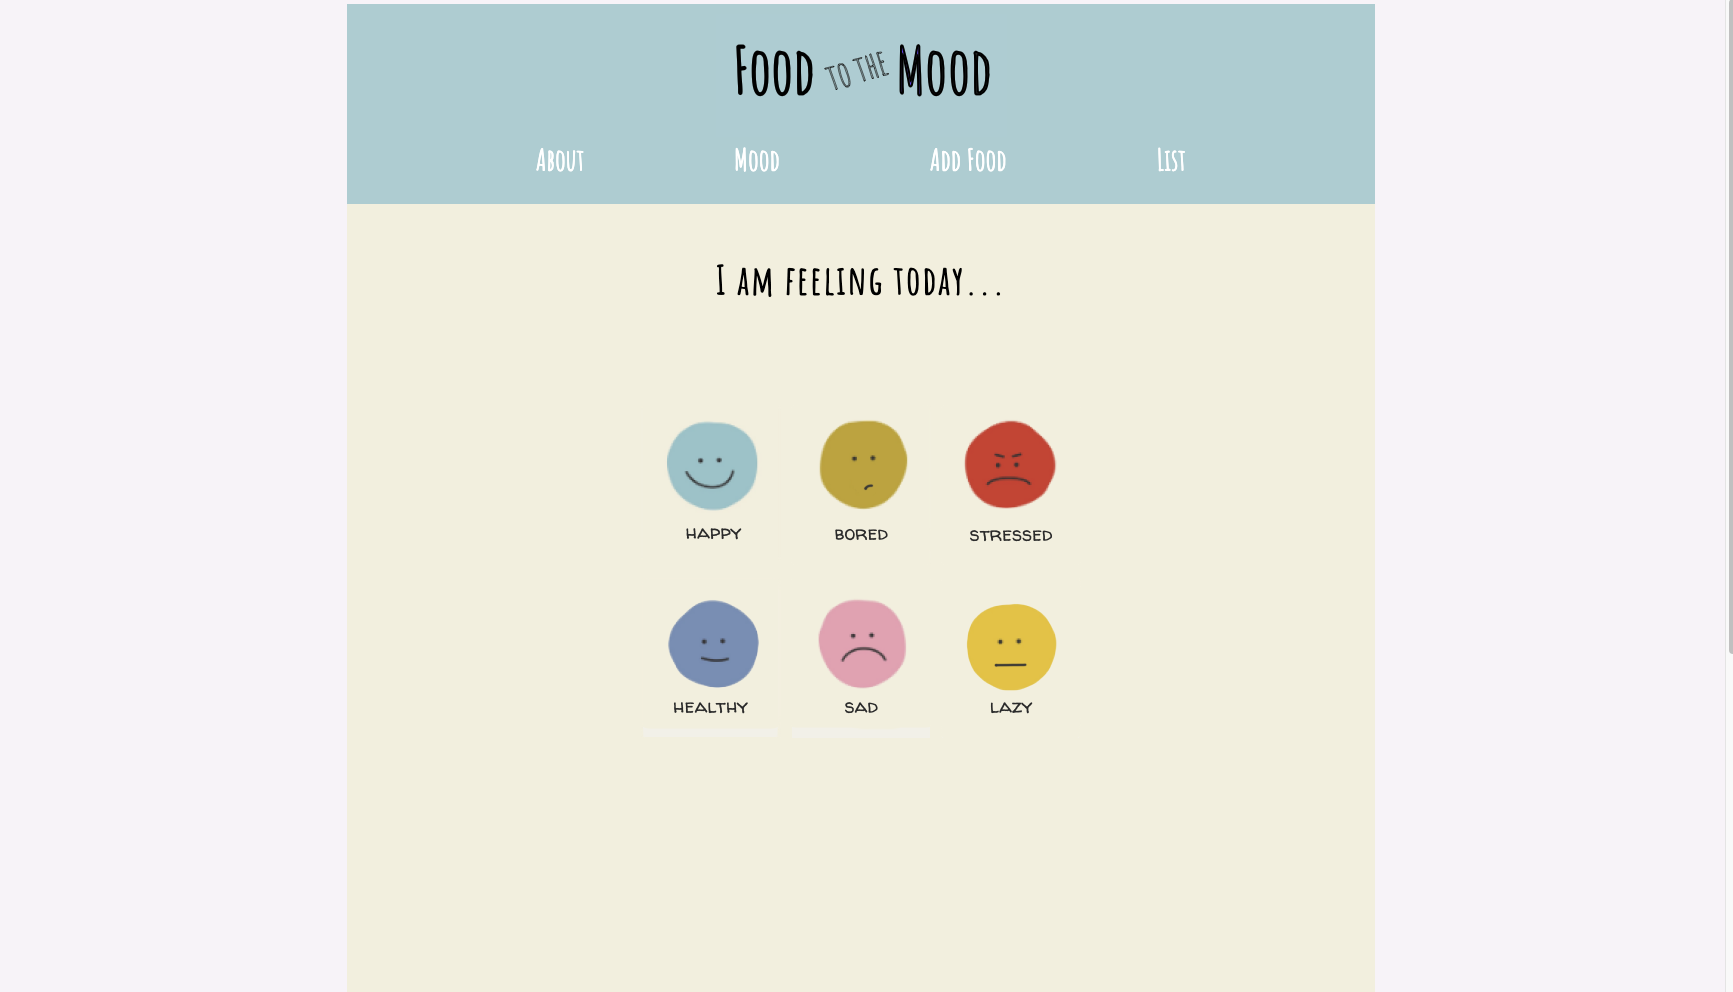 Food to the Mood
About Mood Add Food List
I am feeling today...
HAPPY BORED STRESSED
HEALTHY SAD LAZY